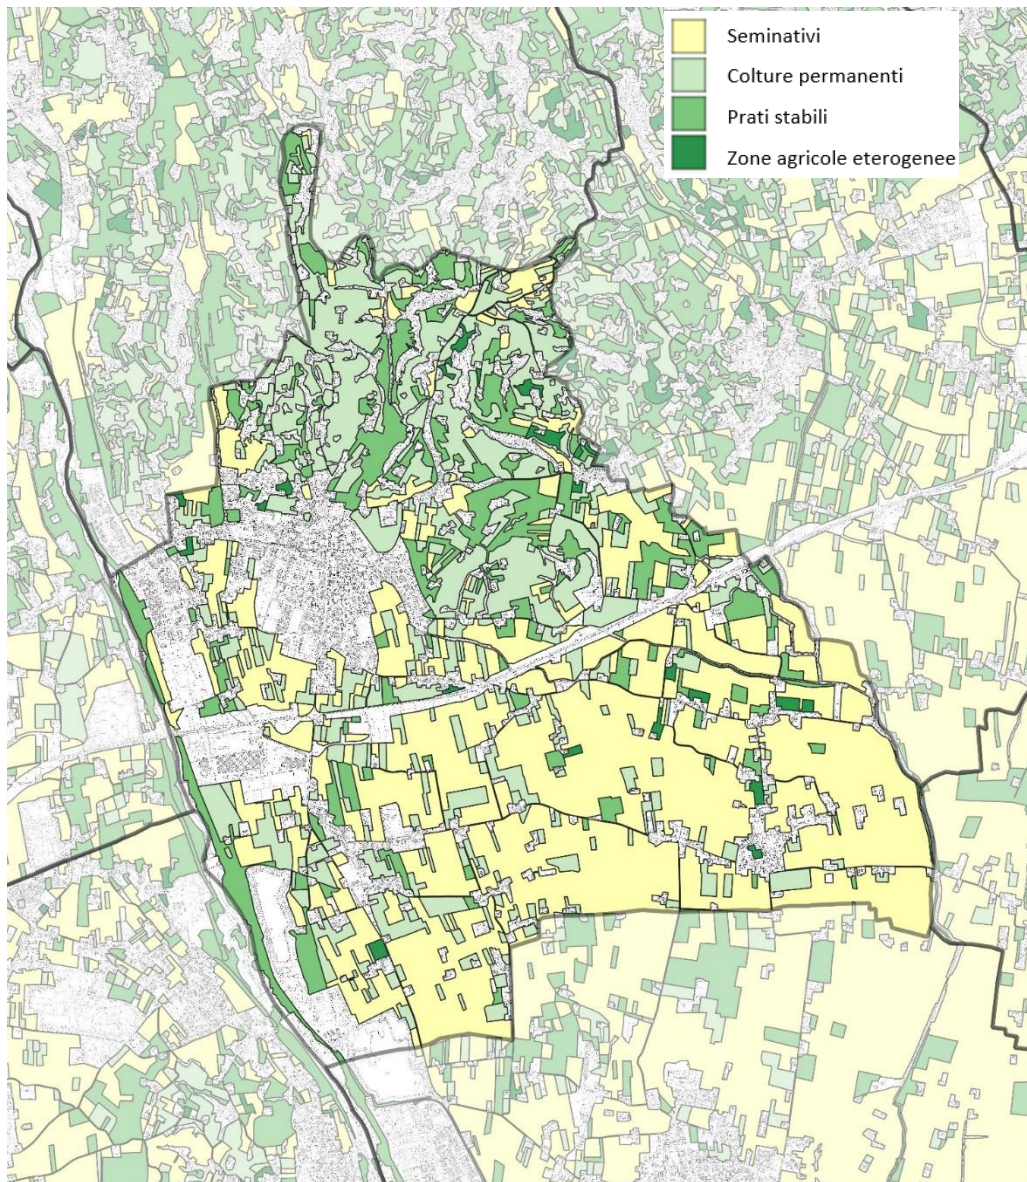 Seminativi
Colture permanenti
Prati stabili
Zone agricole eterogenee